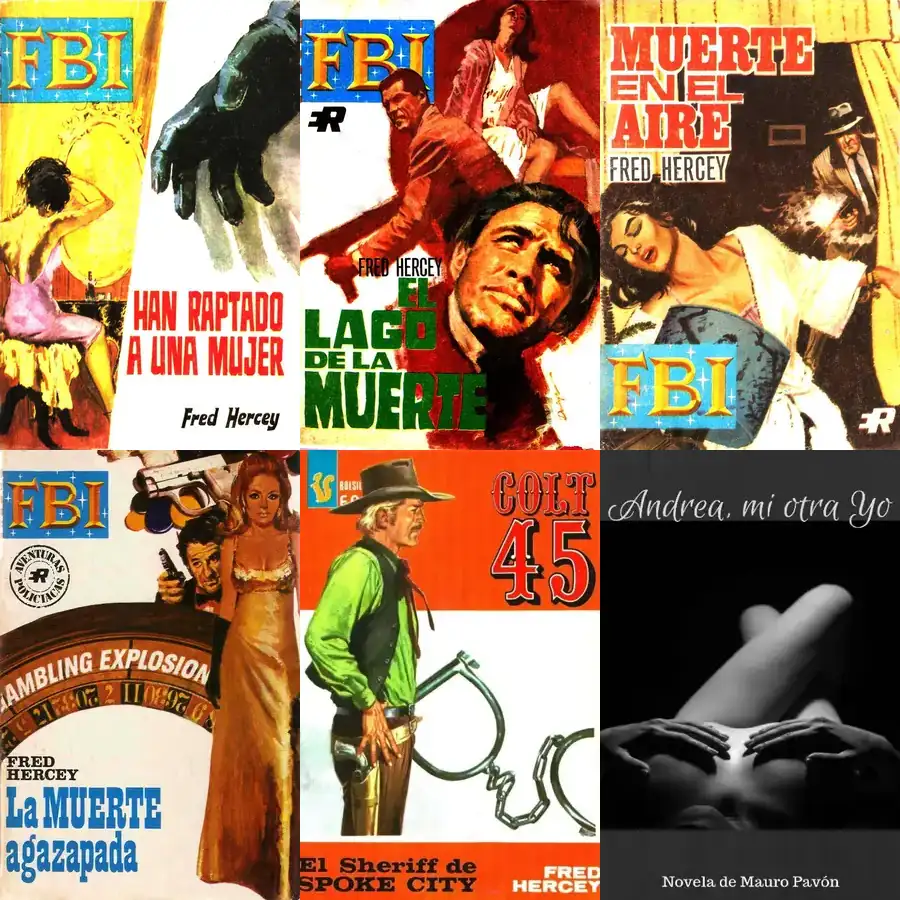 FBI
HAN RAPTADO
A UNA MUJER
Fred Hercey
FBI
R
FRED HERCEY
EL
LAGO
DE LA
MUERTE
MUERTE
EN EL
AIRE
FRED HERCEY
FBI
R
FBI
AVENTURAS
R
POLICIACAS
AMBLING EXPLOSION
FRED
HERCEY
La MUERTE
agazapada
COLT
45
El Sheriff de
SPOKE CITY
FRED
HERCEY
Andrea, mi otra Yo
Novela de Mauro Pavón